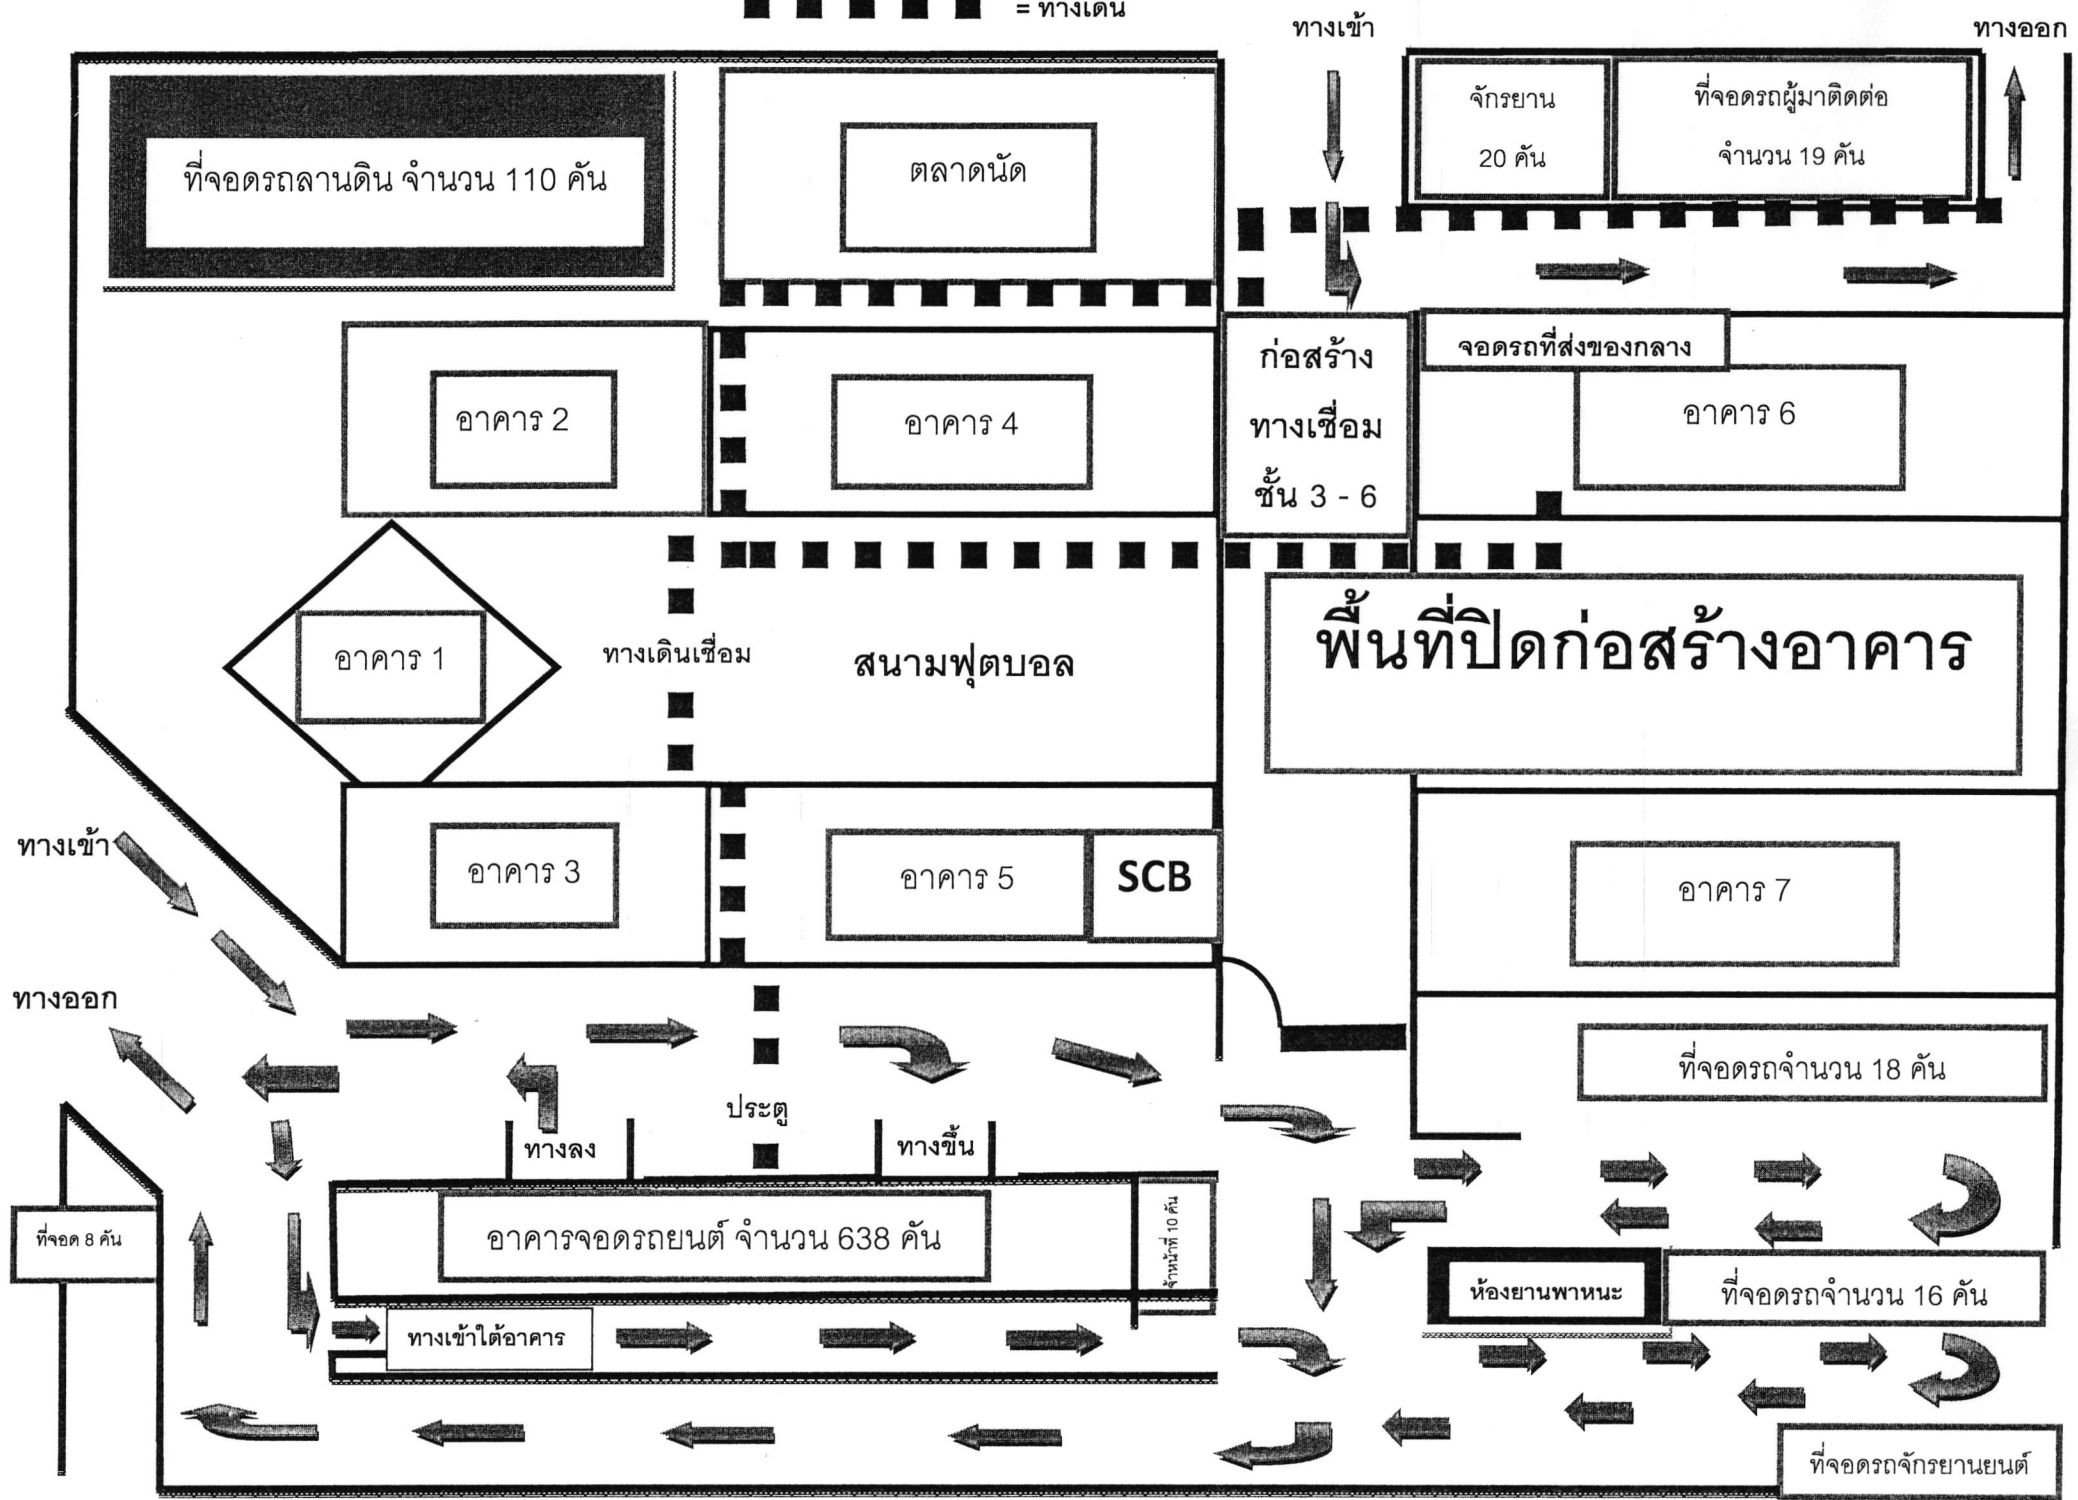 = ทางเดิน
ทางเข้า
ทางออก
จักรยาน
20 คัน
ที่จอดรถผู้มาติดต่อ
จำนวน 19 คัน
ที่จอดรถลานดิน จำนวน 110 คัน
ตลาดนัด
ก่อสร้าง
ทางเชื่อม
ชั้น 3 - 6
จอดรถที่ส่งของกลาง
อาคาร 2
อาคาร 4
อาคาร 6
อาคาร 1
ทางเดินเชื่อม
สนามฟุตบอล
พื้นที่ปิดก่อสร้างอาคาร
ทางเข้า
อาคาร 3
อาคาร 5
SCB
อาคาร 7
ทางออก
ที่จอดรถจำนวน 18 คัน
ประตู
ทางลง
ทางขึ้น
ที่จอด 8 คัน
อาคารจอดรถยนต์ จำนวน 638 คัน
จ้าหน้าที่ 10 คัน
ห้องยานพาหนะ
ที่จอดรถจำนวน 16 คัน
ทางเข้าใต้อาคาร
ที่จอดรถจักรยานยนต์